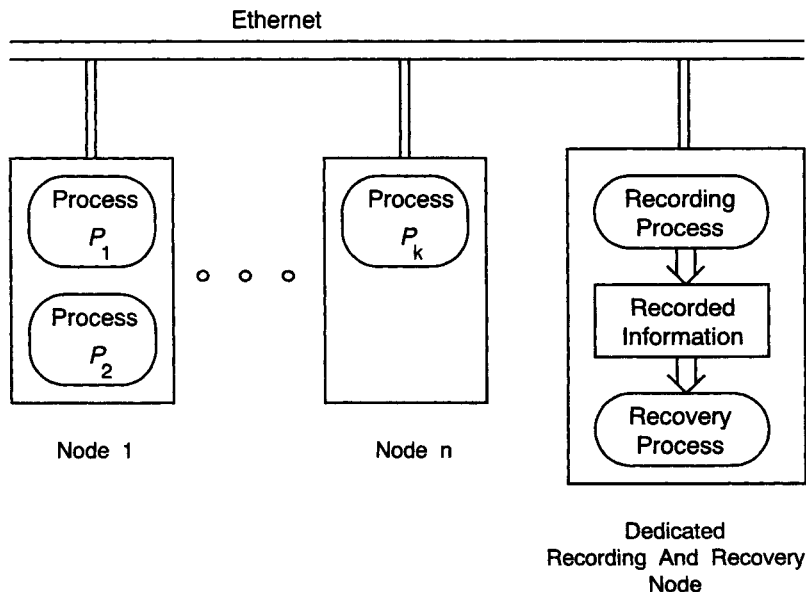 Ethernet
Process
P1
Process
P2
Node 1
Process
Pk
Node n
Recording
Process
Recorded
Information
Recovery
Process
Dedicated
Recording And Recovery
Node